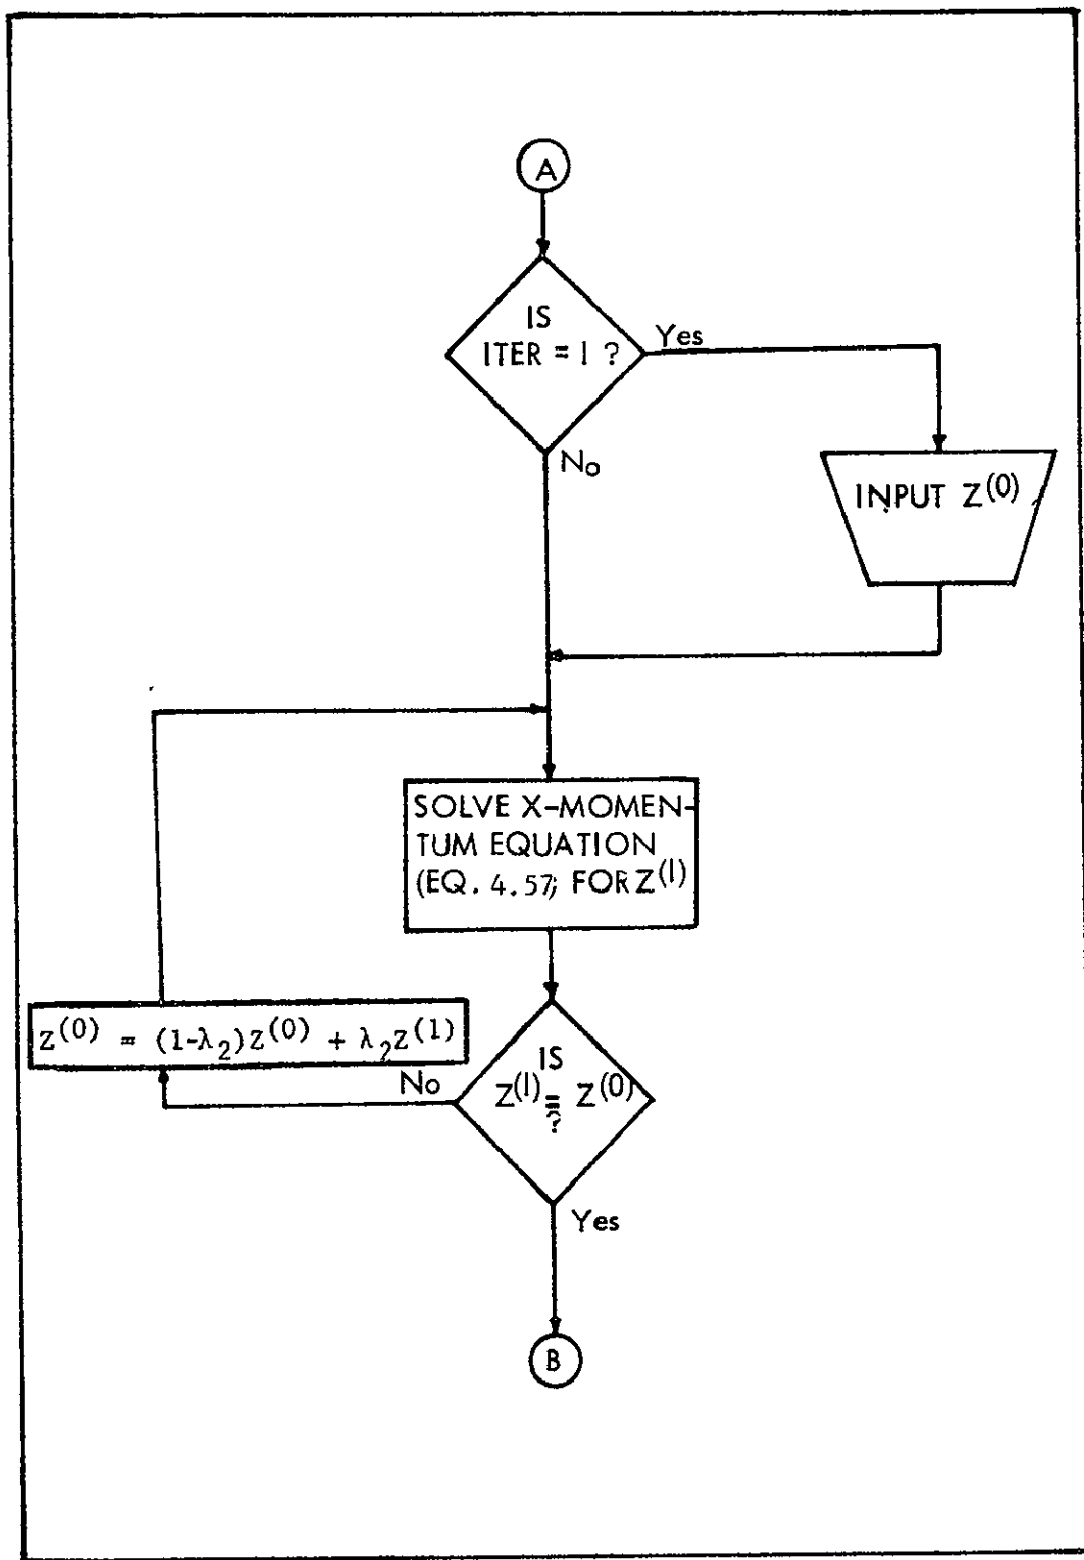 A
IS
ITER = 1 ?
Yes
No
INPUT Z^(0)
SOLVE X-MOMEN-
TUM EQUATION
(EQ. 4.57; FOR Z^(1)
z^(0) = (1-λ₂)z^(0) + λ₂z^(1)
No
IS
Z^(1) = Z^(0)
?
Yes
B